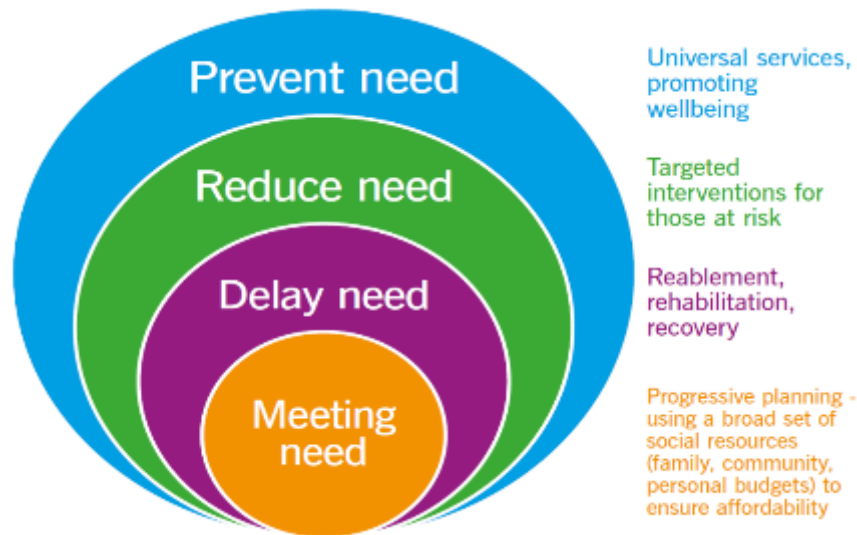 Prevent need
Universal services,
promoting
wellbeing
Reduce need
Targeted
interventions for
those at risk
Delay need
Reablement,
rehabilitation,
recovery
Meeting
need
Progressive planning -
using a broad set of
social resources
(family, community,
personal budgets) to
ensure affordability